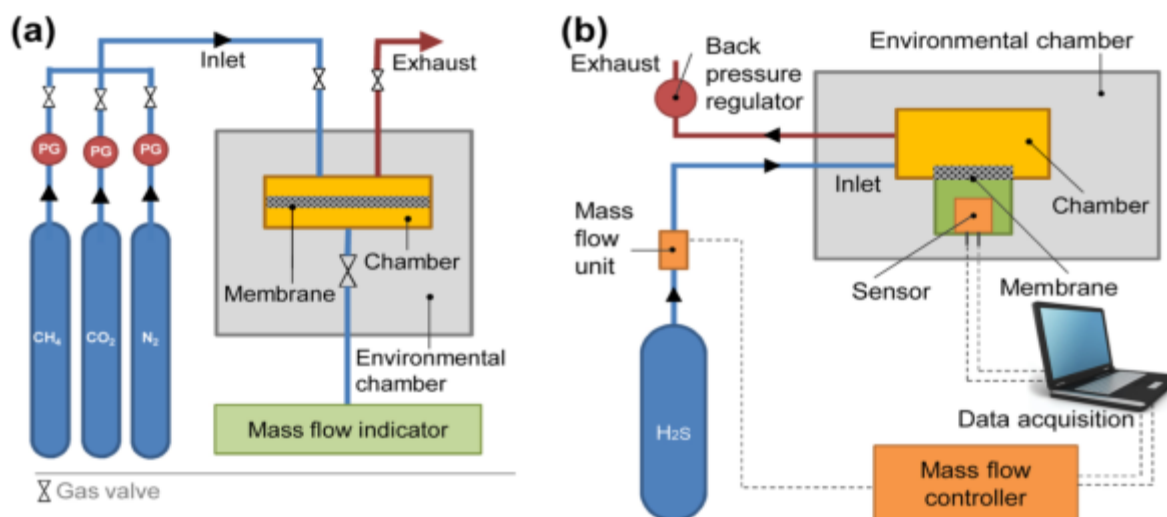 (a)
Inlet
Exhaust
PG
PG
PG
CH₄
CO₂
N₂
Chamber
Membrane
Environmental
chamber
Mass flow indicator
Gas valve
(b)
Exhaust
Back
pressure
regulator
Environmental chamber
Inlet
Chamber
Mass
flow
unit
Sensor
Membrane
H₂S
Data acquisition
Mass flow
controller